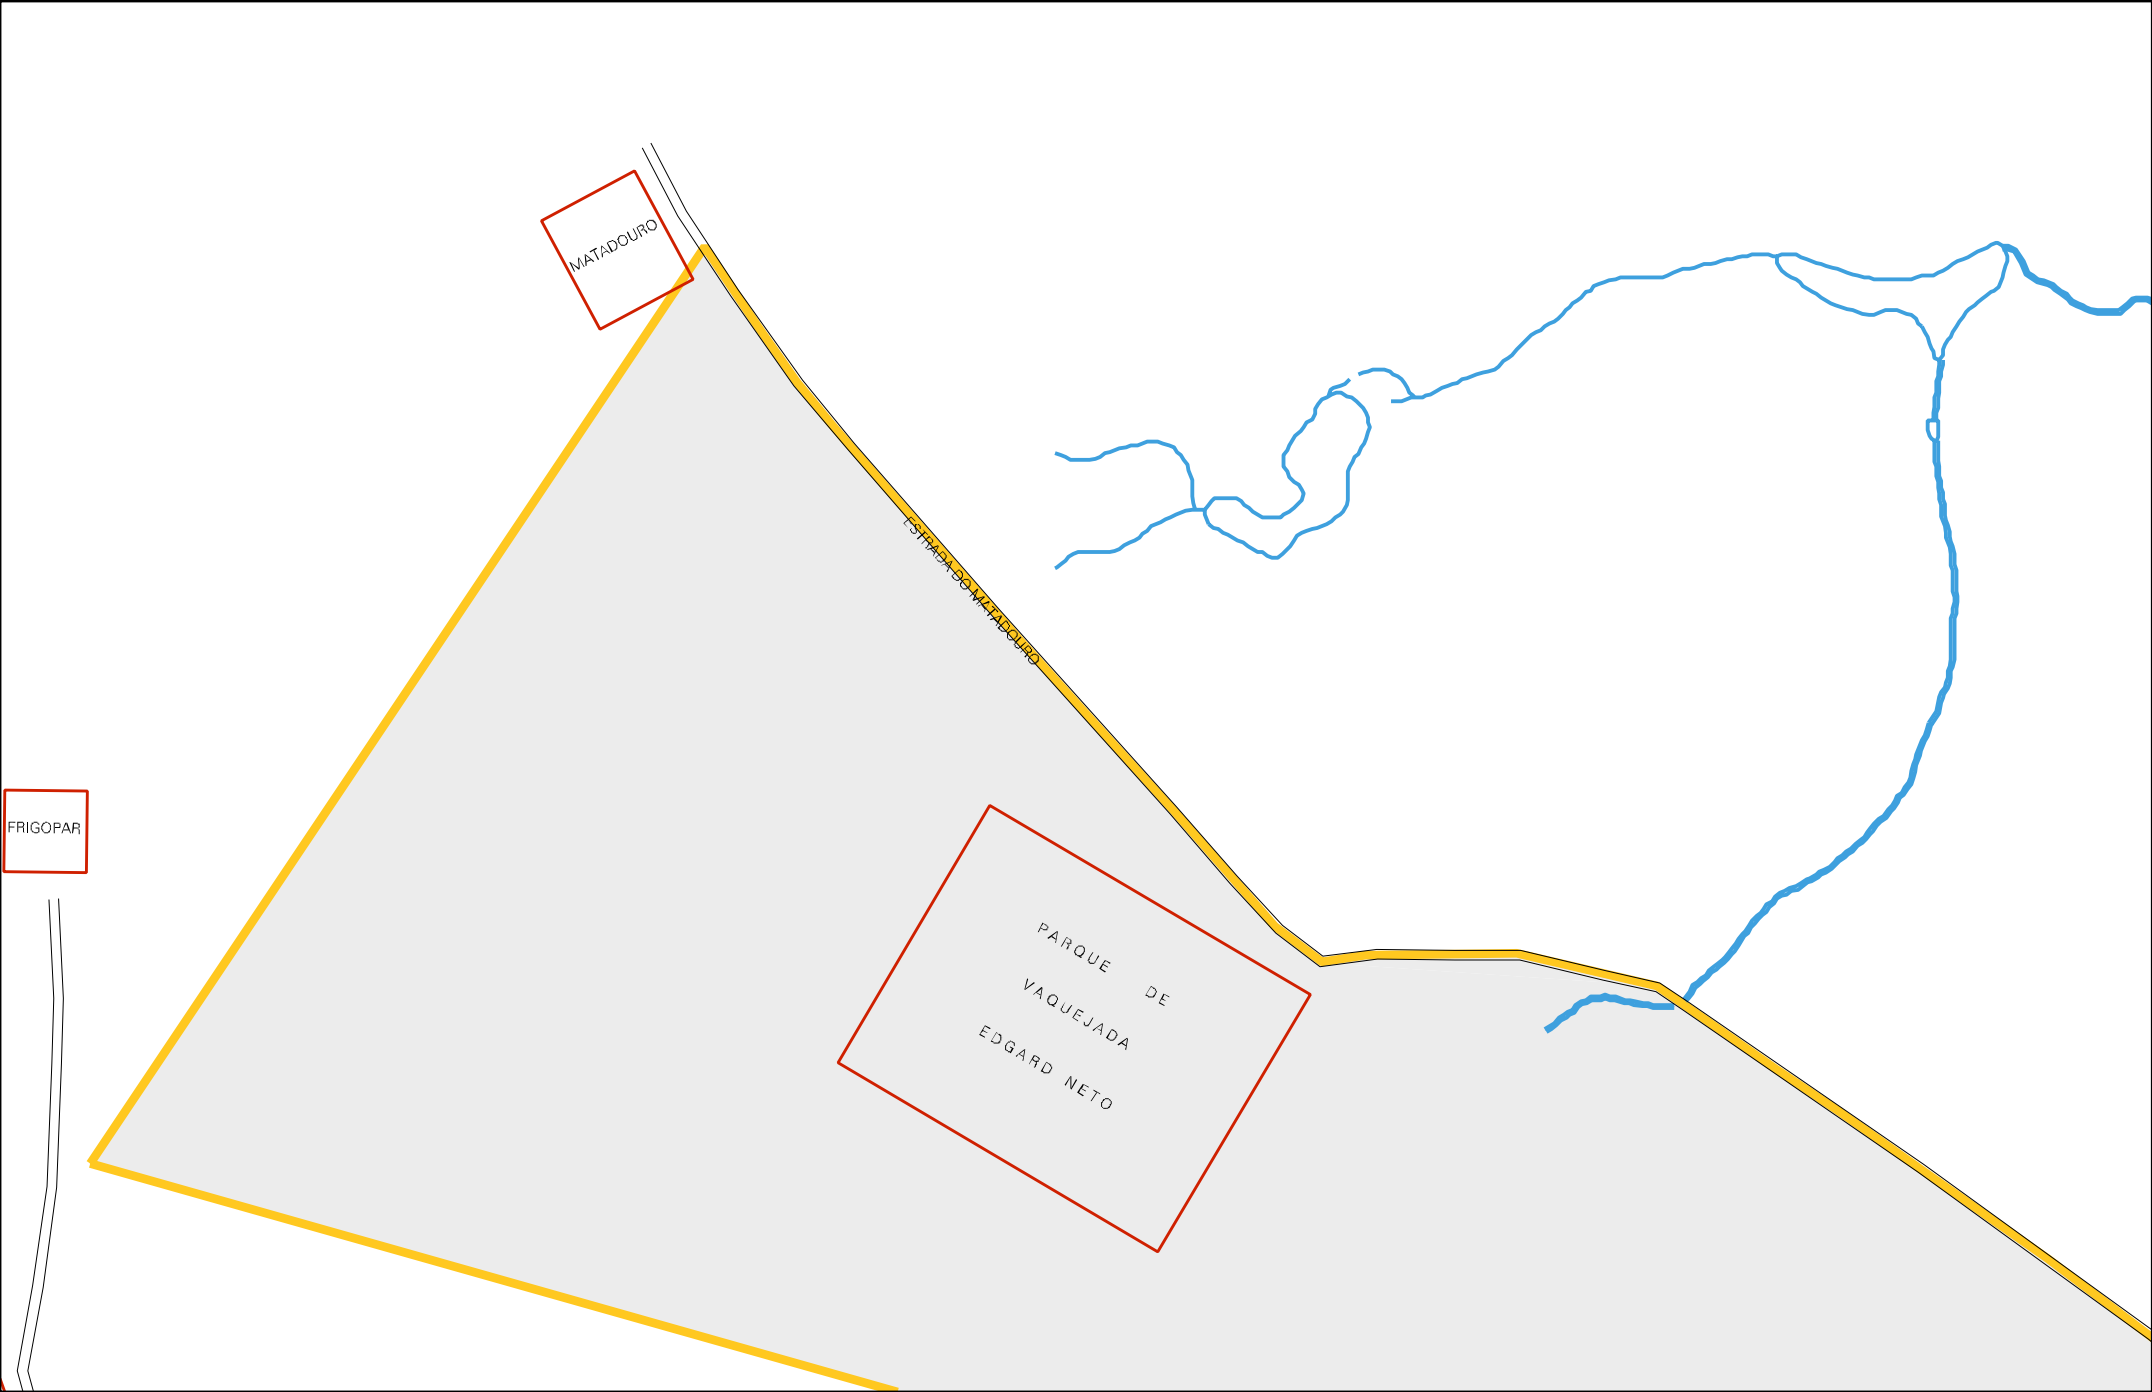 MATADOURO
ESTRADA DO MATADOURO
FRIGOPAR
PARQUE DE
VAQUEJADA
EDGARD NETO